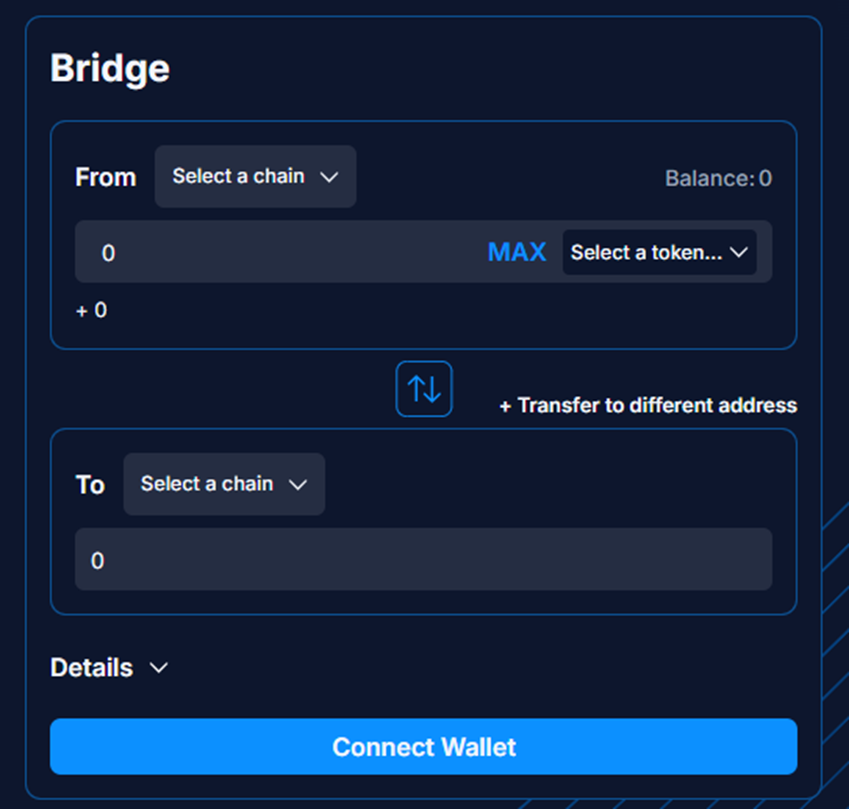 Bridge
From Select a chain Balance: 0
0 MAX Select a token...
+ 0
+ Transfer to different address
To Select a chain
0
Details
Connect Wallet